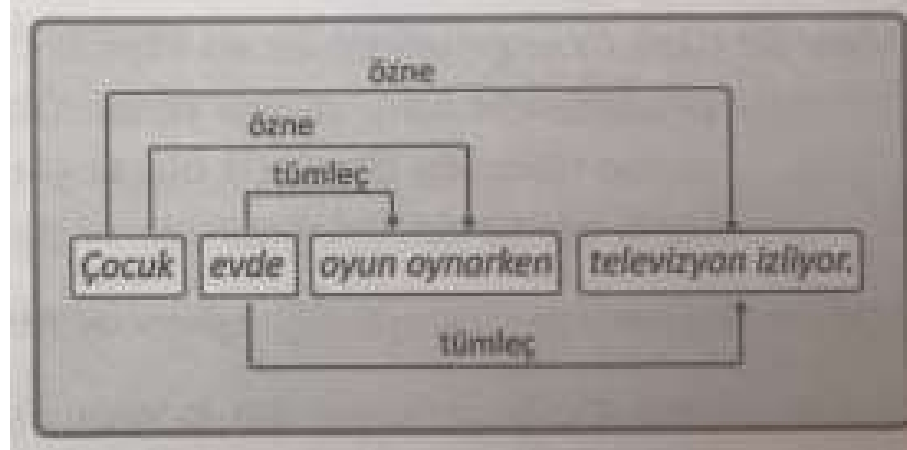 özne
özne
tümleç
Çocuk evde oyun oynarken televizyon izliyor.
tümleç